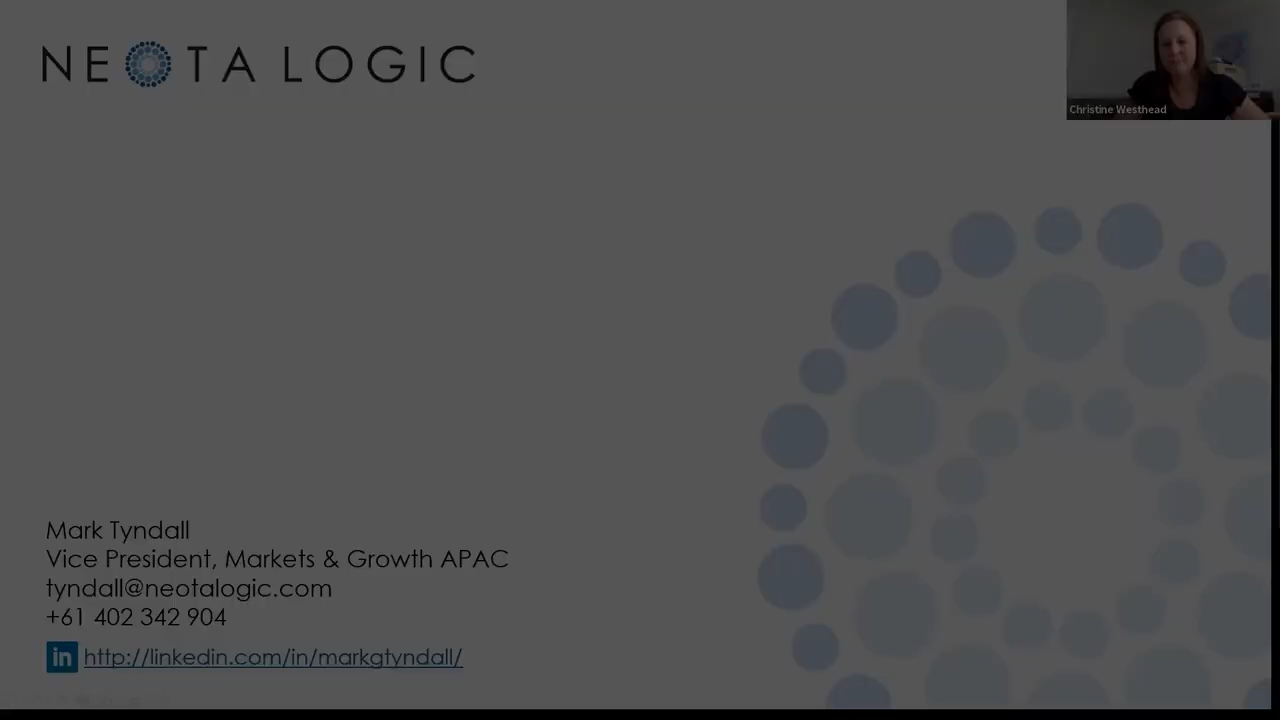 NEOTA LOGIC
Christine Westhead
Mark Tyndall
Vice President, Markets & Growth APAC
tyndall@neotalogic.com
+61 402 342 904
in http://linkedin.com/in/markgtyndall/